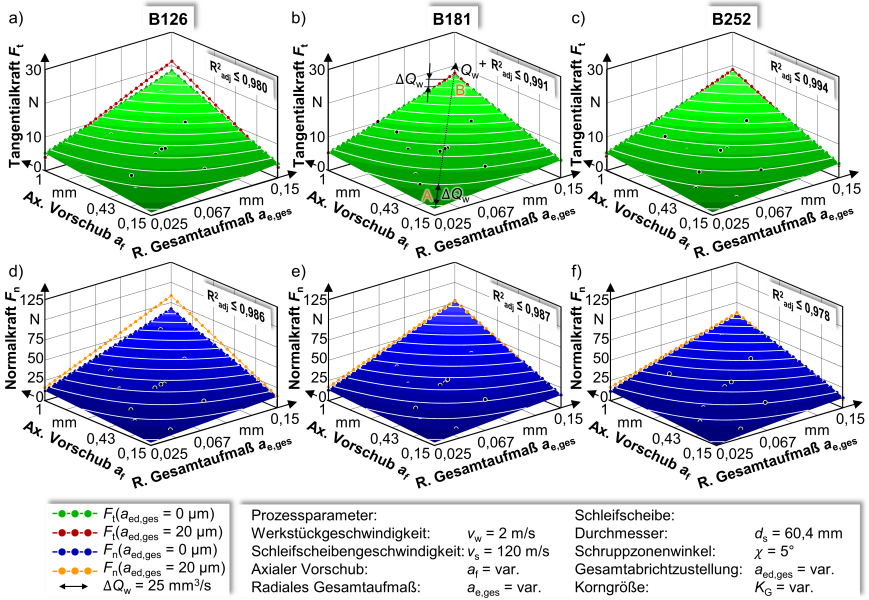 a)
B126
b)
B181
c)
B252
Tangentialkraft Ft
30
N
10
0
1
mm
0,43
0,15
Ax. Vorschub af
0,025
0,067
mm
0,15
R. Gesamtaufmaß ae,ges
R²adj ≤ 0,980
Tangentialkraft Ft
30
N
10
0
1
mm
0,43
0,15
Ax. Vorschub af
0,025
0,067
mm
0,15
R. Gesamtaufmaß ae,ges
ΔQw
Qw +
R²adj ≤ 0,991
B
A
ΔQw
Tangentialkraft Ft
30
N
10
0
1
mm
0,43
0,15
Ax. Vorschub af
0,025
0,067
mm
0,15
R. Gesamtaufmaß ae,ges
R²adj ≤ 0,994
d)
Normalkraft Fn
125
N
75
50
25
0
1
mm
0,43
0,15
Ax. Vorschub af
0,025
0,067
mm
0,15
R. Gesamtaufmaß ae,ges
R²adj ≤ 0,986
e)
Normalkraft Fn
125
N
75
50
25
0
1
mm
0,43
0,15
Ax. Vorschub af
0,025
0,067
mm
0,15
R. Gesamtaufmaß ae,ges
R²adj ≤ 0,987
f)
Normalkraft Fn
125
N
75
50
25
0
1
mm
0,43
0,15
Ax. Vorschub af
0,025
0,067
mm
0,15
R. Gesamtaufmaß ae,ges
R²adj ≤ 0,978
Ft(aed,ges = 0 µm)
Ft(aed,ges = 20 µm)
Fn(aed,ges = 0 µm)
Fn(aed,ges = 20 µm)
ΔQw = 25 mm³/s
Prozessparameter:
Werkstückgeschwindigkeit: vw = 2 m/s
Schleifscheibengeschwindigkeit: vs = 120 m/s
Axialer Vorschub: af = var.
Radiales Gesamtaufmaß: ae,ges = var.
Schleifscheibe:
Durchmesser: ds = 60,4 mm
Schruppzonenwinkel: χ = 5°
Gesamtabrichtzustellung: aed,ges = var.
Korngröße: KG = var.